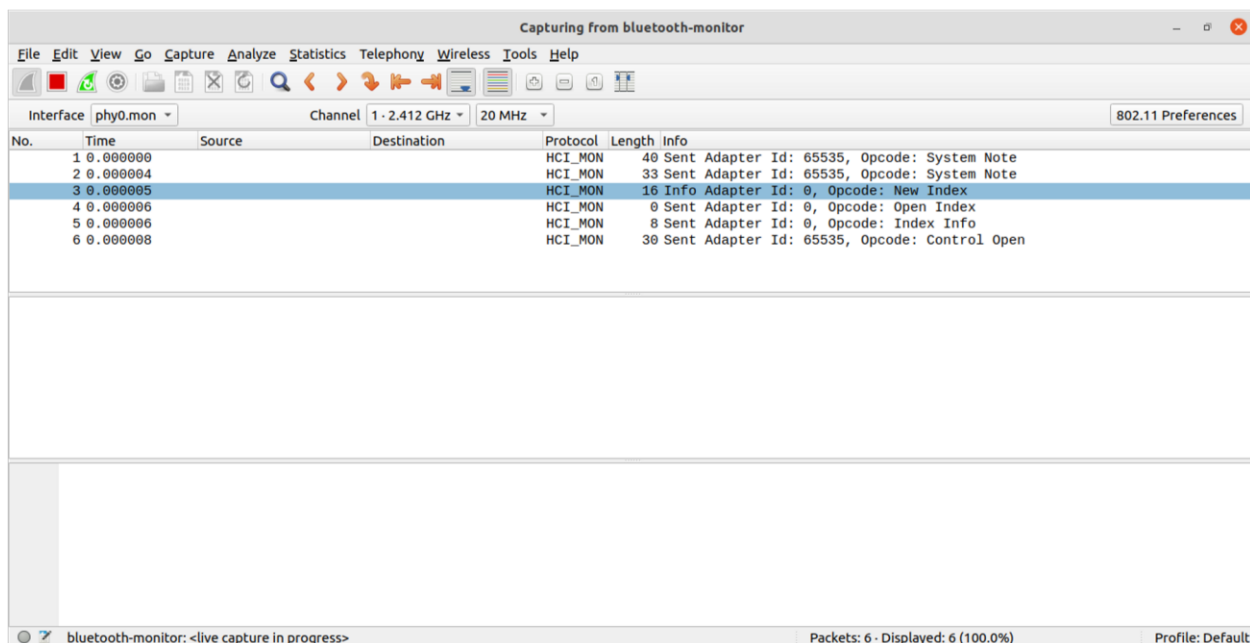 Capturing from bluetooth-monitor
File Edit View Go Capture Analyze Statistics Telephony Wireless Tools Help
Interface phy0.mon Channel 1 · 2.412 GHz 20 MHz 802.11 Preferences
No. Time Source Destination Protocol Length Info
1 0.000000 HCI_MON 40 Sent Adapter Id: 65535, Opcode: System Note
2 0.000004 HCI_MON 33 Sent Adapter Id: 65535, Opcode: System Note
3 0.000005 HCI_MON 16 Info Adapter Id: 0, Opcode: New Index
4 0.000006 HCI_MON 0 Sent Adapter Id: 0, Opcode: Open Index
5 0.000006 HCI_MON 8 Sent Adapter Id: 0, Opcode: Index Info
6 0.000008 HCI_MON 30 Sent Adapter Id: 65535, Opcode: Control Open
bluetooth-monitor: <live capture in progress> Packets: 6 · Displayed: 6 (100.0%) Profile: Default